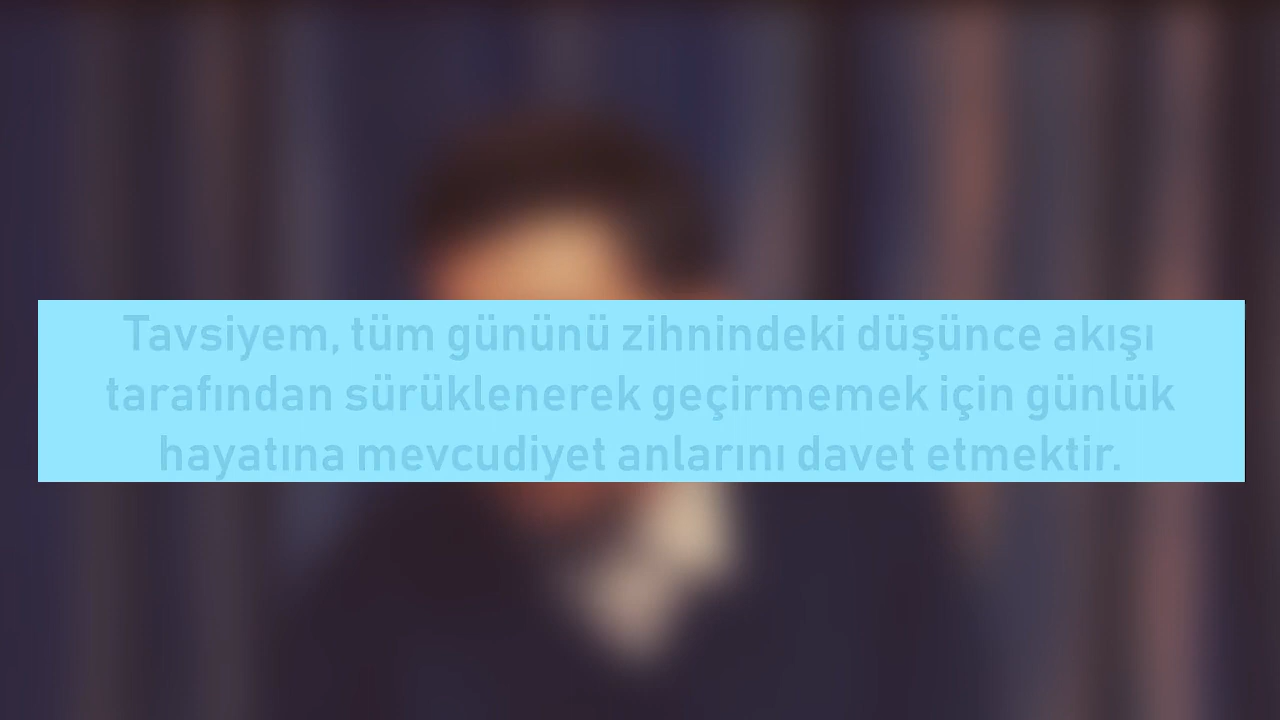 Tavsiyem, tüm gününü zihnindeki düşünce akışı
tarafından sürüklenerek geçirmemek için günlük
hayatına mevcudiyet anlarını davet etmektir.